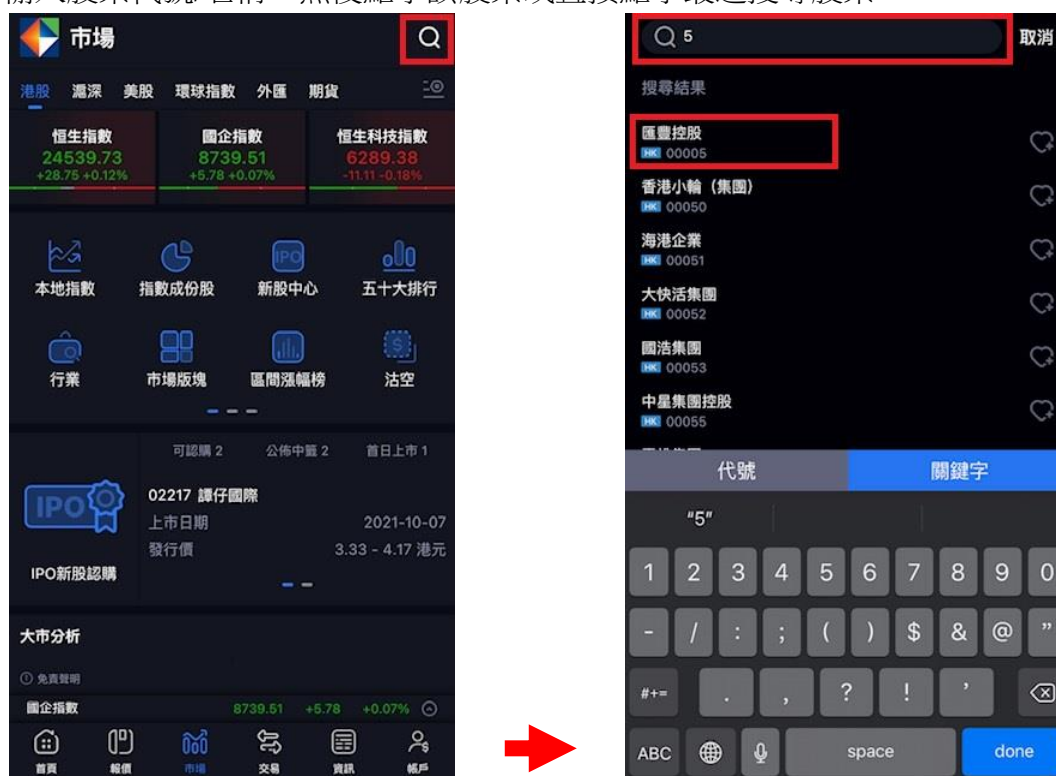 市場
港股 滬深 美股 環球指數 外匯 期貨
恒生指數 國企指數 恒生科技指數
24539.73 8739.51 6289.38
+28.75 +0.12% +5.78 +0.07% -11.11 -0.18%
本地指數 指數成份股 新股中心 五十大排行
IPO
行業 市場版塊 區間漲幅榜 沽空
可認購 2 公佈中籤 2 首日上市 1
IPO
02217 譚仔國際
上市日期 2021-10-07
發行價 3.33 - 4.17 港元
IPO新股認購
大市分析
免責聲明
國企指數 8739.51 +5.78 +0.07%
首頁 報價 市場 交易 資訊 帳戶
5 取消
搜尋結果
匯豐控股
HK 00005
香港小輪（集團）
HK 00050
海港企業
HK 00051
大快活集團
HK 00052
國浩集團
HK 00053
中星集團控股
HK 00055
代號 關鍵字
“5”
1 2 3 4 5 6 7 8 9 0
- / : ; ( ) $ & @ ”
#+= . , ? ! ’
ABC space done